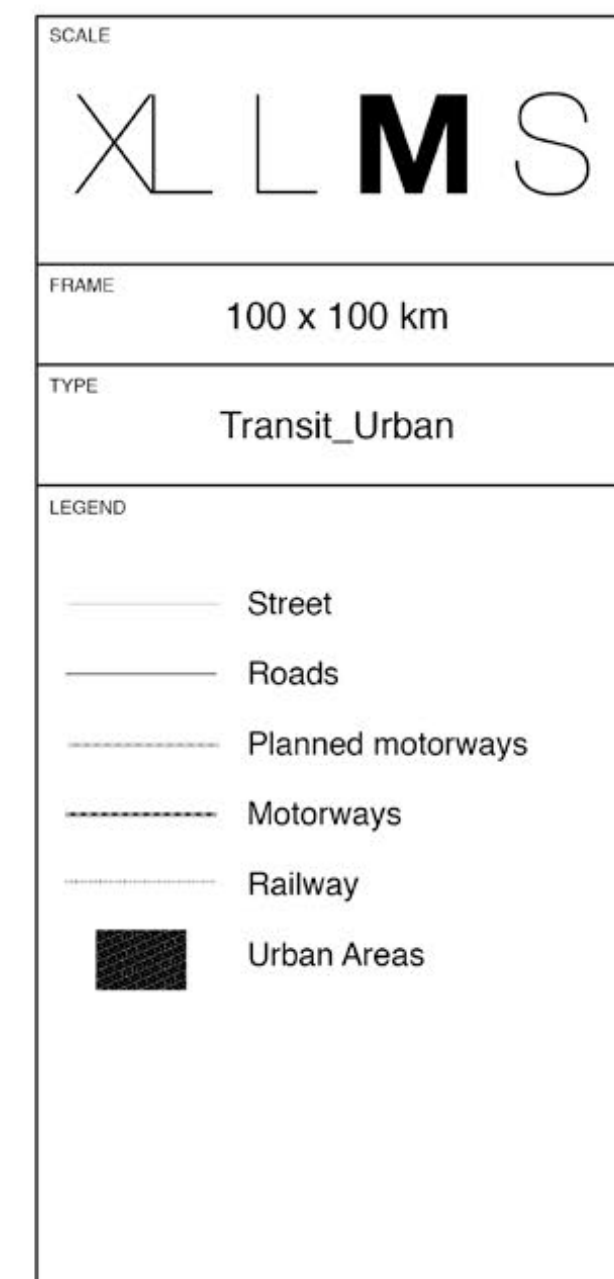 SCALE
XL L M S
FRAME
100 x 100 km
TYPE
Transit_Urban
LEGEND
Street
Roads
Planned motorways
Motorways
Railway
Urban Areas